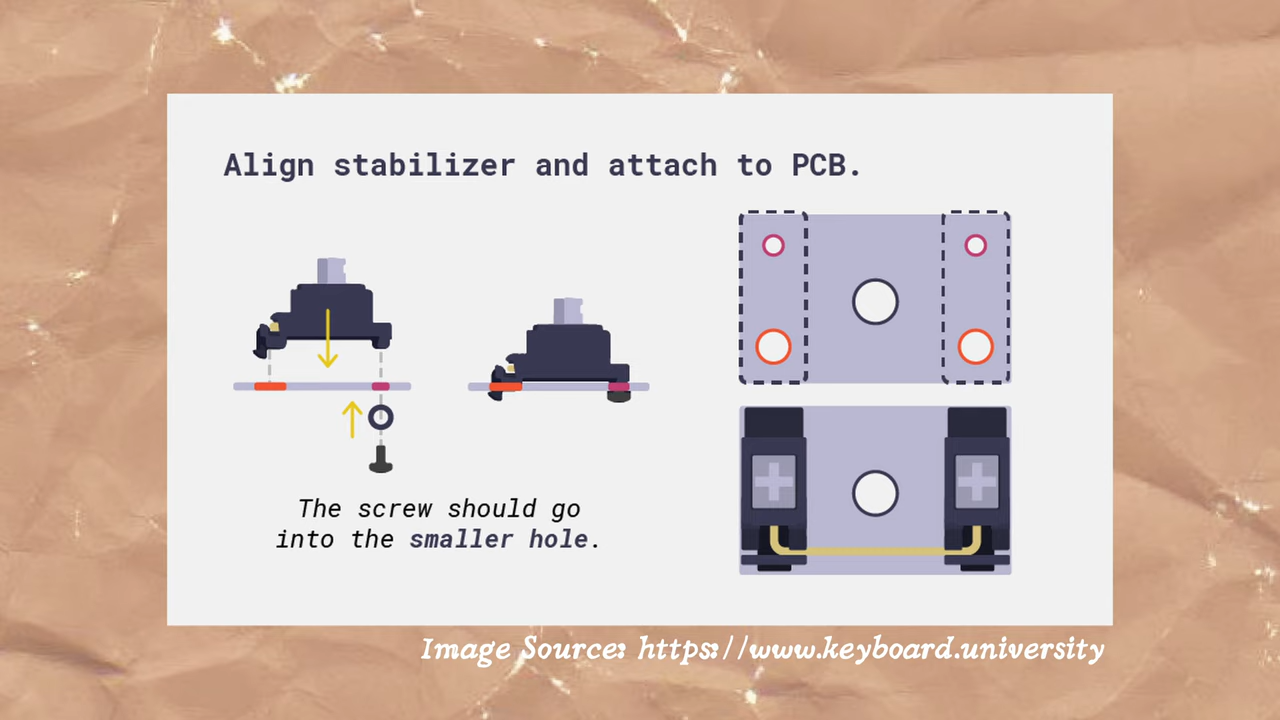 Align stabilizer and attach to PCB.
The screw should go
into the smaller hole.
Image Source: https://www.keyboard.university